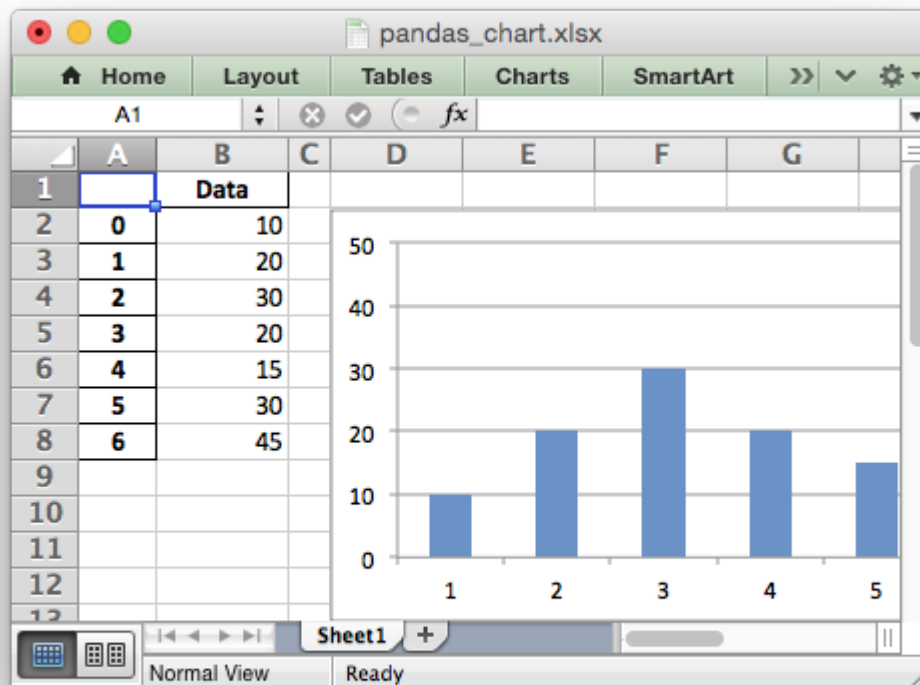 pandas_chart.xlsx
Home Layout Tables Charts SmartArt
A1 fx
A B C D E F G
1 Data
2 0 10
3 1 20
4 2 30
5 3 20
6 4 15
7 5 30
8 6 45
9
10
11
12
13
50
40
30
20
10
0
1 2 3 4 5
Sheet1 +
Normal View Ready